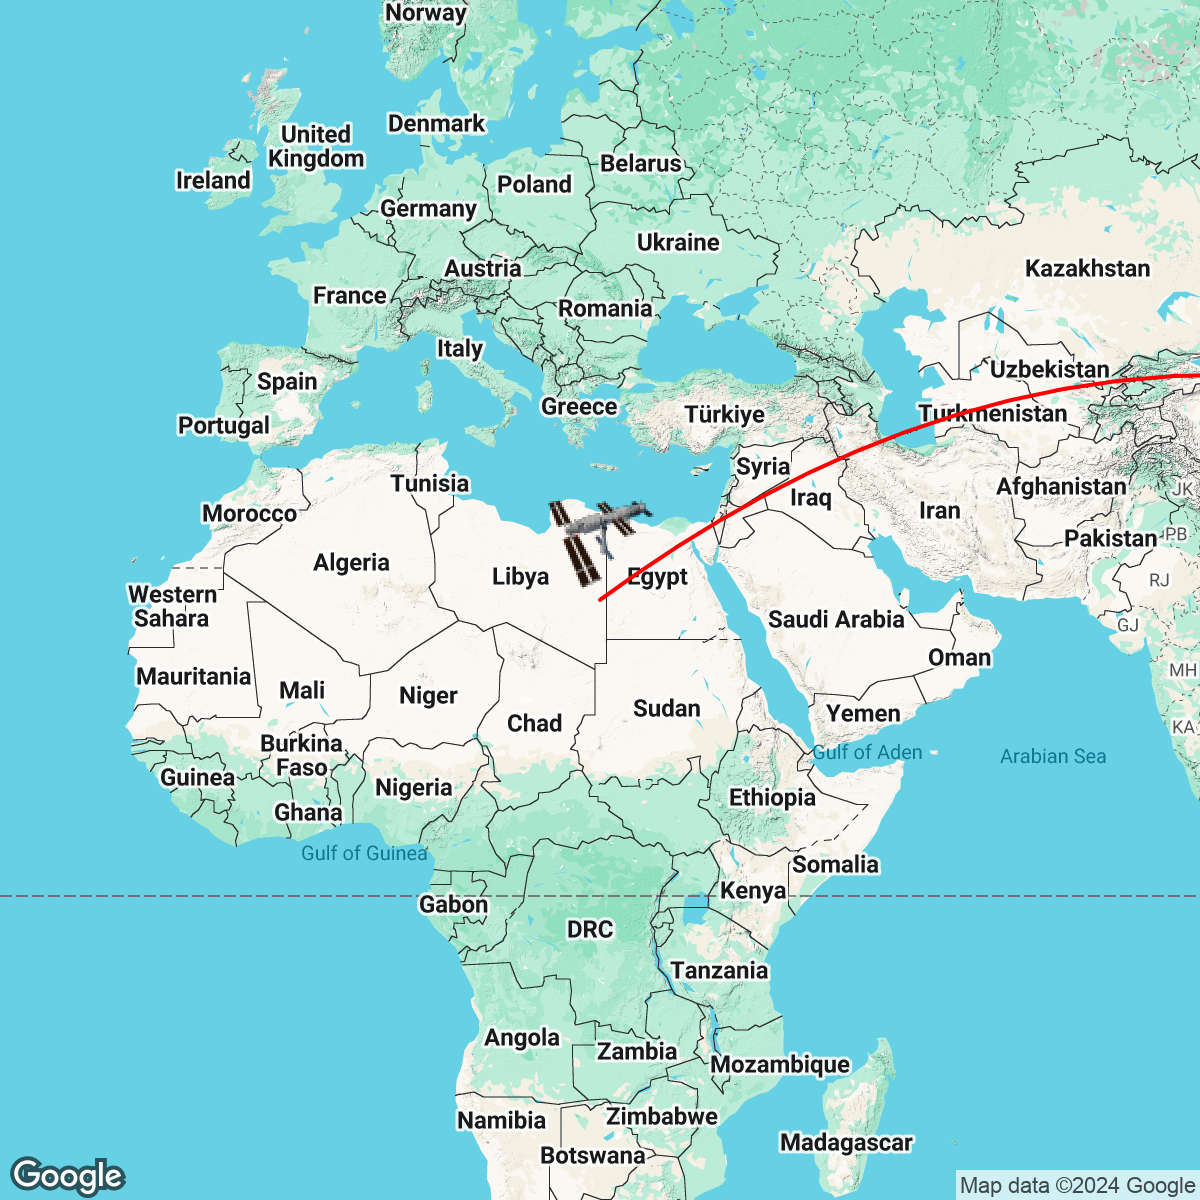 Norway
Denmark
United
Kingdom
Ireland
Belarus
Poland
Germany
Ukraine
Austria
Kazakhstan
France
Romania
Italy
Uzbekistan
Spain
Greece
Türkiye
Turkmenistan
Portugal
Syria
Tunisia
Iraq
Afghanistan
JK
Morocco
Iran
Pakistan
PB
Algeria
Libya
Egypt
RJ
Western
Sahara
Saudi Arabia
GJ
Oman
MH
Mauritania
Mali
Niger
Sudan
Yemen
Chad
KA
Burkina
Faso
Gulf of Aden
Arabian Sea
Guinea
Nigeria
Ethiopia
Ghana
Gulf of Guinea
Somalia
Kenya
Gabon
DRC
Tanzania
Angola
Zambia
Mozambique
Namibia
Zimbabwe
Botswana
Madagascar
Google
Map data ©2024 Google